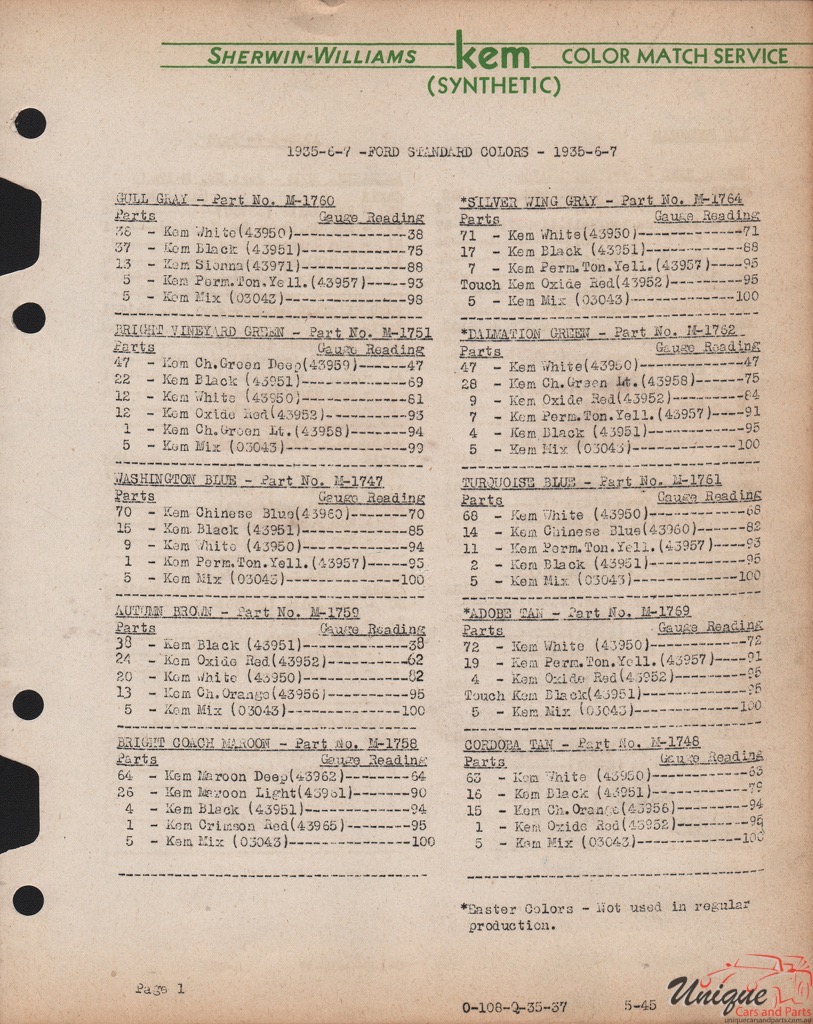 SHERWIN-WILLIAMS kem COLOR MATCH SERVICE
(SYNTHETIC)
1935-6-7 -FORD STANDARD COLORS - 1935-6-7
GULL GRAY - Part No. M-1760
Parts Gauge Reading
38 - Kem White(43950)--------------38
37 - Kem Black (43951)-------------75
13 - Kem Sienna(43971)-------------88
5 - Kem Perm.Ton.Yell.(43957)-----93
5 - Kem Mix (03043)---------------98
BRIGHT VINEYARD GREEN - Part No. M-1751
Parts Gauge Reading
47 - Kem Ch.Green Deep(43959)------47
22 - Kem Black (43951)-------------69
12 - Kem White (43950)-------------81
12 - Kem Oxide Red(43952)----------93
1 - Kem Ch.Green Lt.(43958)-------94
5 - Kem Mix (03043)---------------99
WASHINGTON BLUE - Part No. M-1747
Parts Gauge Reading
70 - Kem Chinese Blue(43960)-------70
15 - Kem Black (43951)-------------85
9 - Kem White (43950)-------------94
1 - Kem Perm.Ton.Yell.(43957)-----95
5 - Kem Mix (03043)---------------100
AUTUMN BROWN - Part No. M-1759
Parts Gauge Reading
38 - Kem Black (43951)-------------38
24 - Kem Oxide Red(43952)----------62
20 - Kem White (43950)-------------82
13 - Kem Ch.Orange(43956)----------95
5 - Kem Mix (03043)---------------100
BRIGHT COACH MAROON - Part No. M-1758
Parts Gauge Reading
64 - Kem Maroon Deep(43962)--------64
26 - Kem Maroon Light(43961)-------90
4 - Kem Black (43951)-------------94
1 - Kem Crimson Red(43965)--------95
5 - Kem Mix (03043)---------------100
*SILVER WING GRAY - Part No. M-1764
Parts Gauge Reading
71 - Kem White(43950)--------------71
17 - Kem Black (43951)-------------88
7 - Kem Perm.Ton.Yell.(43957)-----95
Touch Kem Oxide Red(43952)----------95
5 - Kem Mix (03043)---------------100
*DALMATION GREEN - Part No. M-1762
Parts Gauge Reading
47 - Kem White(43950)--------------47
28 - Kem Ch.Green Lt.(43958)-------75
9 - Kem Oxide Red(43952)----------84
7 - Kem Perm.Ton.Yell.(43957)-----91
4 - Kem Black (43951)-------------95
5 - Kem Mix (03043)---------------100
TURQUOISE BLUE - Part No. M-1761
Parts Gauge Reading
68 - Kem White (43950)-------------68
14 - Kem Chinese Blue(43960)-------82
11 - Kem Perm.Ton.Yell.(43957)-----93
2 - Kem Black (43951)-------------95
5 - Kem Mix (03043)---------------100
*ADOBE TAN - Part No. M-1769
Parts Gauge Reading
72 - Kem White (43950)-------------72
19 - Kem Perm.Ton.Yell.(43957)-----91
4 - Kem Oxide Red(43952)----------95
Touch Kem Black(43951)--------------95
5 - Kem Mix (03043)---------------100
CORDOBA TAN - Part No. M-1748
Parts Gauge Reading
63 - Kem White (43950)-------------63
16 - Kem Black (43951)-------------79
15 - Kem Ch.Orange(43956)----------94
1 - Kem Oxide Red(43952)----------95
5 - Kem Mix (03043)---------------100
*Easter Colors - Not used in regular
production.
Page 1
O-108-Q-35-37 5-45
Unique
Cars and Parts
uniquecarsandparts.com.au